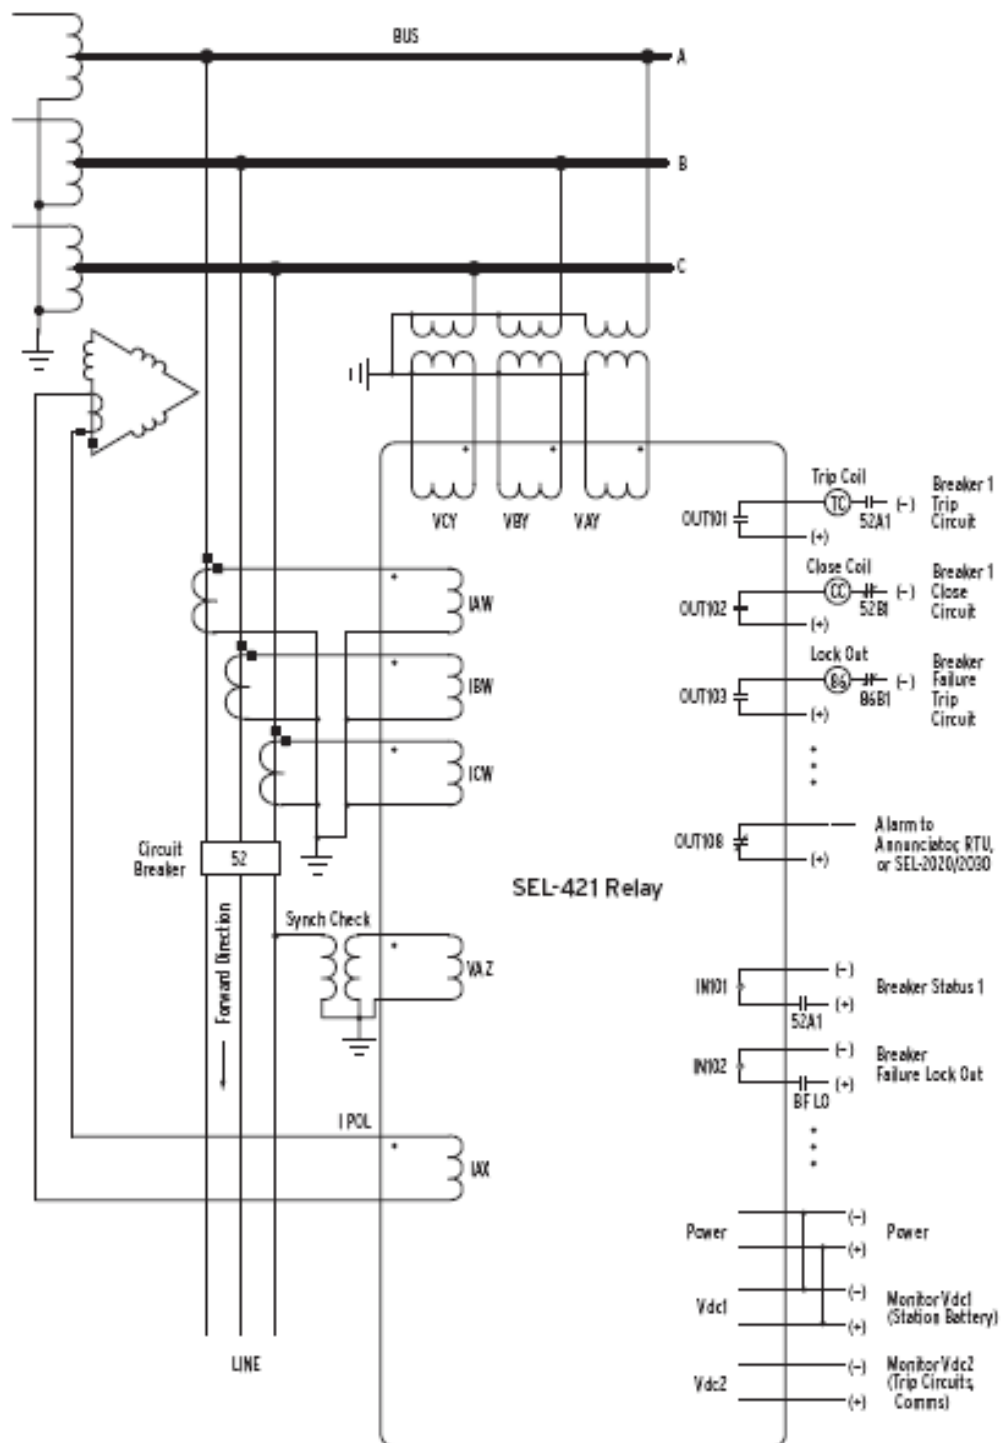 BUS
A
B
C
VCY
VBY
VAY
Trip Coil
TC
52A1
(–)
(+)
OUT101
Breaker 1
Trip
Circuit
Close Coil
CC
52B1
(–)
(+)
OUT102
Breaker 1
Close
Circuit
Lock Out
86
86B1
(–)
(+)
OUT103
Breaker
Failure
Trip
Circuit
IAW
IBW
ICW
OUT108
(+)
Alarm to
Annunciator, RTU,
or SEL-2020/2030
Circuit
Breaker
52
SEL-421 Relay
Synch Check
VAZ
Forward Direction
IN101
(–)
(+)
52A1
Breaker Status 1
IN102
(–)
(+)
BF LO
Breaker
Failure Lock Out
I POL
IAX
Power
(–)
(+)
Power
Vdc1
(–)
(+)
Monitor Vdc1
(Station Battery)
LINE
Vdc2
(–)
(+)
Monitor Vdc2
(Trip Circuits,
Comms)